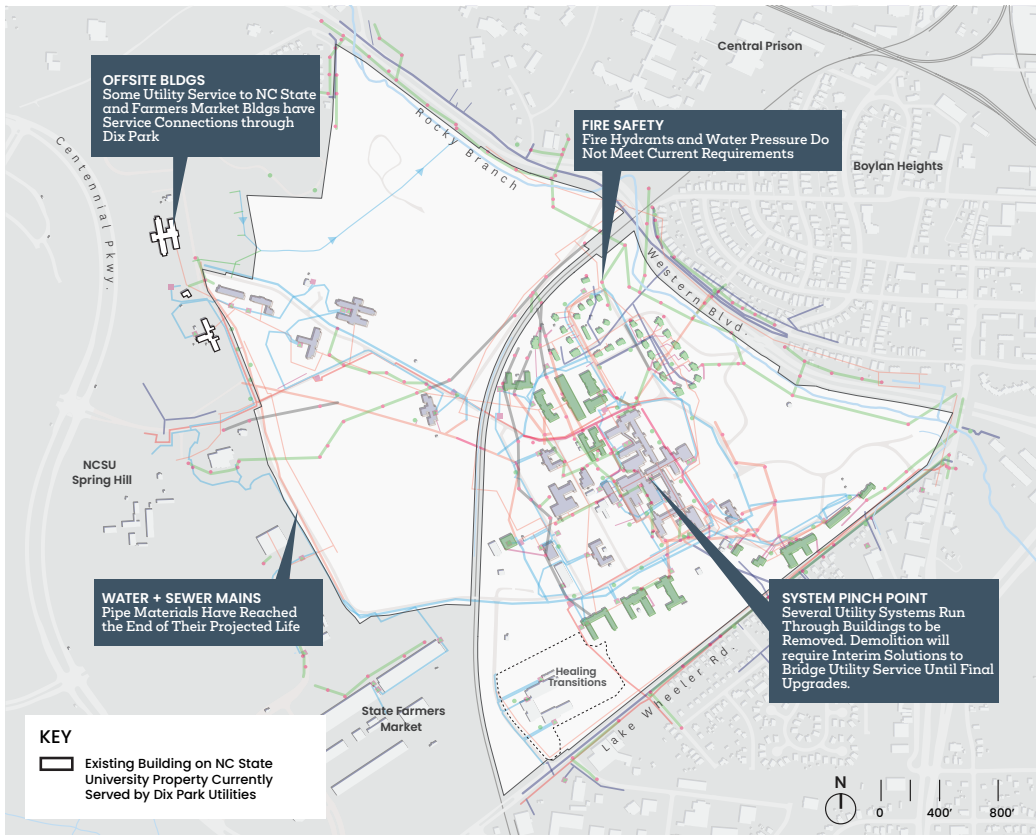 Central Prison
OFFSITE BLDGS
Some Utility Service to NC State
and Farmers Market Bldgs have
Service Connections through
Dix Park
Rocky Branch
FIRE SAFETY
Fire Hydrants and Water Pressure Do
Not Meet Current Requirements
Boylan Heights
Centennial Pkwy.
Western Blvd.
NCSU
Spring Hill
WATER + SEWER MAINS
Pipe Materials Have Reached
the End of Their Projected Life
SYSTEM PINCH POINT
Several Utility Systems Run
Through Buildings to be
Removed. Demolition will
require Interim Solutions to
Bridge Utility Service Until Final
Upgrades.
Healing
Transitions
Lake Wheeler Rd.
State Farmers
Market
KEY
Existing Building on NC State
University Property Currently
Served by Dix Park Utilities
N
0 400' 800'